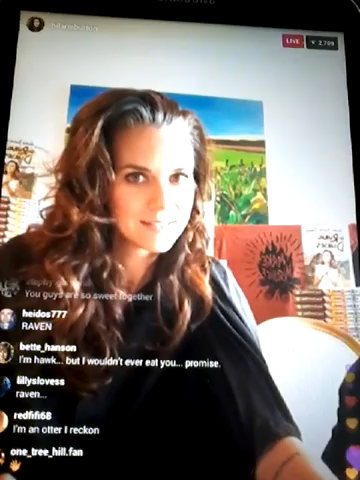 hilarieburton
LIVE 2,709
You guys are so sweet together
heidos777
RAVEN
bette_hanson
I'm hawk... but I wouldn't ever eat you... promise.
lillyslovess
raven...
redfifi68
I'm an otter I reckon
one_tree_hill.fan